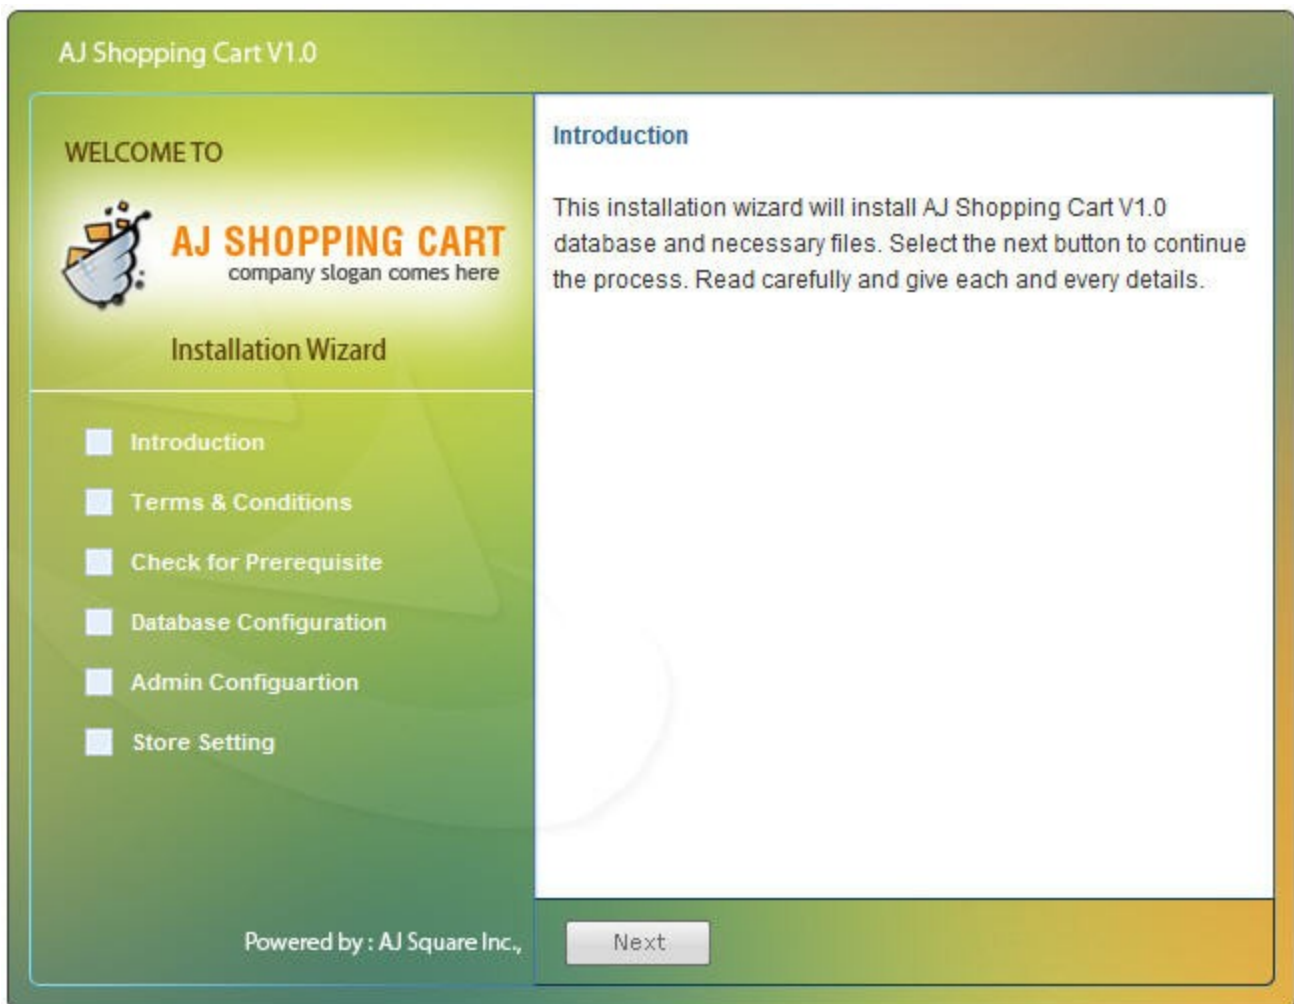 AJ Shopping Cart V1.0
WELCOME TO
AJ SHOPPING CART
company slogan comes here
Installation Wizard
Introduction
Terms & Conditions
Check for Prerequisite
Database Configuration
Admin Configuartion
Store Setting
Powered by : AJ Square Inc.,
Introduction
This installation wizard will install AJ Shopping Cart V1.0
database and necessary files. Select the next button to continue
the process. Read carefully and give each and every details.
Next